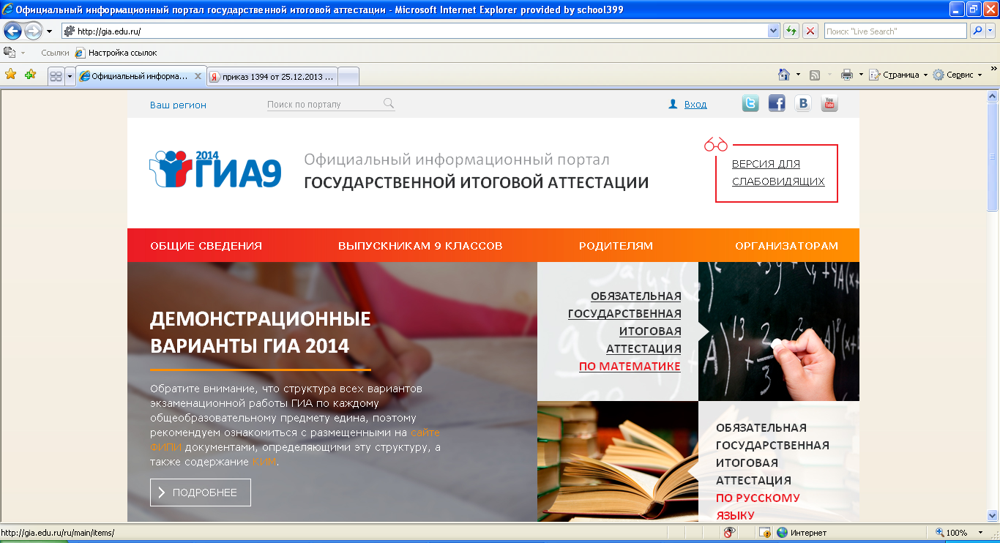 Официальный информационный портал государственной итоговой аттестации - Microsoft Internet Explorer provided by school399
http://gia.edu.ru/
Поиск "Live Search"
Ссылки Настройка ссылок
Официальный информа... приказ 1394 от 25.12.2013 ... Страница Сервис »
Ваш регион Поиск по порталу Вход
2014
ГИА9
Официальный информационный портал
ГОСУДАРСТВЕННОЙ ИТОГОВОЙ АТТЕСТАЦИИ
ВЕРСИЯ ДЛЯ
СЛАБОВИДЯЩИХ
ОБЩИЕ СВЕДЕНИЯ ВЫПУСКНИКАМ 9 КЛАССОВ РОДИТЕЛЯМ ОРГАНИЗАТОРАМ
ДЕМОНСТРАЦИОННЫЕ
ВАРИАНТЫ ГИА 2014
Обратите внимание, что структура всех вариантов
экзаменационной работы ГИА по каждому
общеобразовательному предмету едина, поэтому
рекомендуем ознакомиться с размещенными на сайте
ФИПИ документами, определяющими эту структуру, а
также содержание КИМ.
ПОДРОБНЕЕ
ОБЯЗАТЕЛЬНАЯ
ГОСУДАРСТВЕННАЯ
ИТОГОВАЯ
АТТЕСТАЦИЯ
ПО МАТЕМАТИКЕ
ОБЯЗАТЕЛЬНАЯ
ГОСУДАРСТВЕННАЯ
ИТОГОВАЯ
АТТЕСТАЦИЯ
ПО РУССКОМУ
ЯЗЫКУ
http://gia.edu.ru/ru/main/items/ Интернет 100%